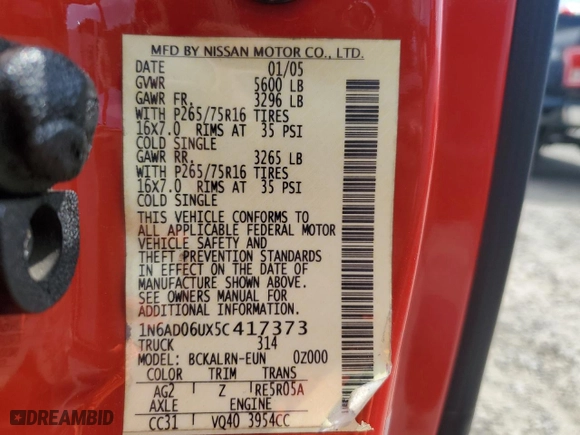 MFD BY NISSAN MOTOR CO., LTD.
DATE 01/05
GVWR 5600 LB
GAWR FR. 3296 LB
WITH P265/75R16 TIRES
16X7.0 RIMS AT 35 PSI
COLD SINGLE
GAWR RR. 3265 LB
WITH P265/75R16 TIRES
16X7.0 RIMS AT 35 PSI
COLD SINGLE
THIS VEHICLE CONFORMS TO
ALL APPLICABLE FEDERAL MOTOR
VEHICLE SAFETY AND
THEFT PREVENTION STANDARDS
IN EFFECT ON THE DATE OF
MANUFACTURE SHOWN ABOVE.
SEE OWNERS MANUAL FOR
ADDITIONAL INFORMATION.
1N6AD06UX5C417373
TRUCK 314
MODEL: BCKALRN-EUN 0Z000
COLOR TRIM TRANS
AG2 Z RE5R05A
AXLE ENGINE
CC31 VQ40 3954CC
DREAMBID